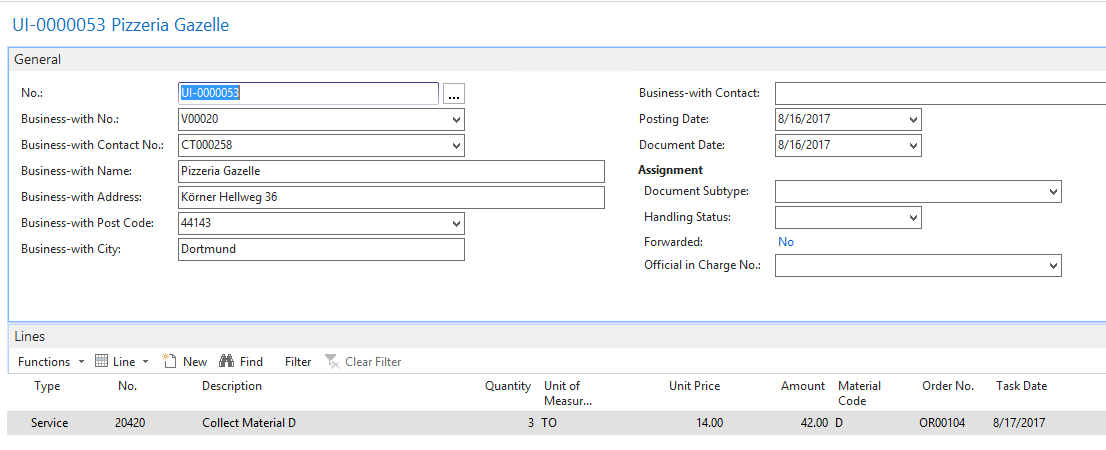 UI-0000053 Pizzeria Gazelle
General
No.: UI-0000053 ...
Business-with No.: V00020
Business-with Contact No.: CT000258
Business-with Name: Pizzeria Gazelle
Business-with Address: Körner Hellweg 36
Business-with Post Code: 44143
Business-with City: Dortmund
Business-with Contact:
Posting Date: 8/16/2017
Document Date: 8/16/2017
Assignment
Document Subtype:
Handling Status:
Forwarded: No
Official in Charge No.:
Lines
Functions Line New Find Filter Clear Filter
Type No. Description Quantity Unit of Measur... Unit Price Amount Material Code Order No. Task Date
Service 20420 Collect Material D 3 TO 14.00 42.00 D OR00104 8/17/2017